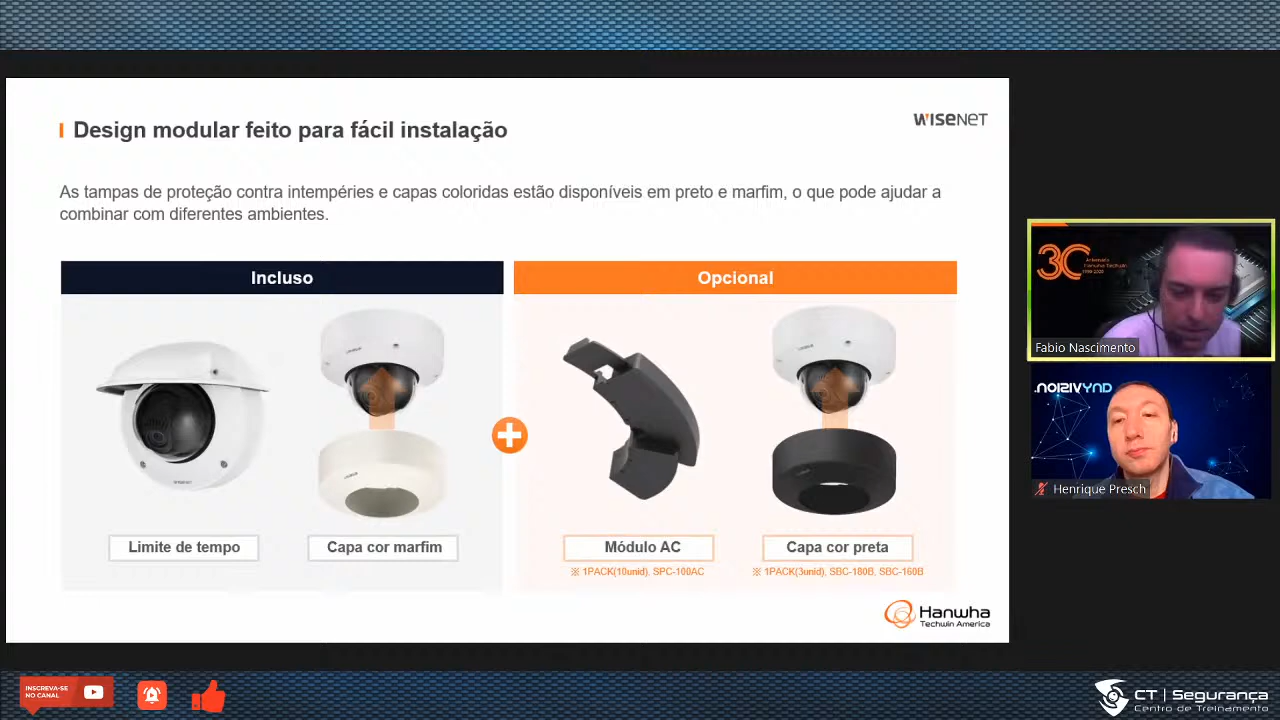 Design modular feito para fácil instalação
WISENET
As tampas de proteção contra intempéries e capas coloridas estão disponíveis em preto e marfim, o que pode ajudar a
combinar com diferentes ambientes.
Incluso
Opcional
Limite de tempo
Capa cor marfim
Módulo AC
Capa cor preta
※ 1PACK(10unid), SPC-100AC
※ 1PACK(3unid), SBC-180B, SBC-160B
Hanwha
Techwin America
30
Fabio Nascimento
DNYVISION.
Henrique Presch
INSCREVA-SE
NO CANAL
CT | Segurança
Centro de Treinamento